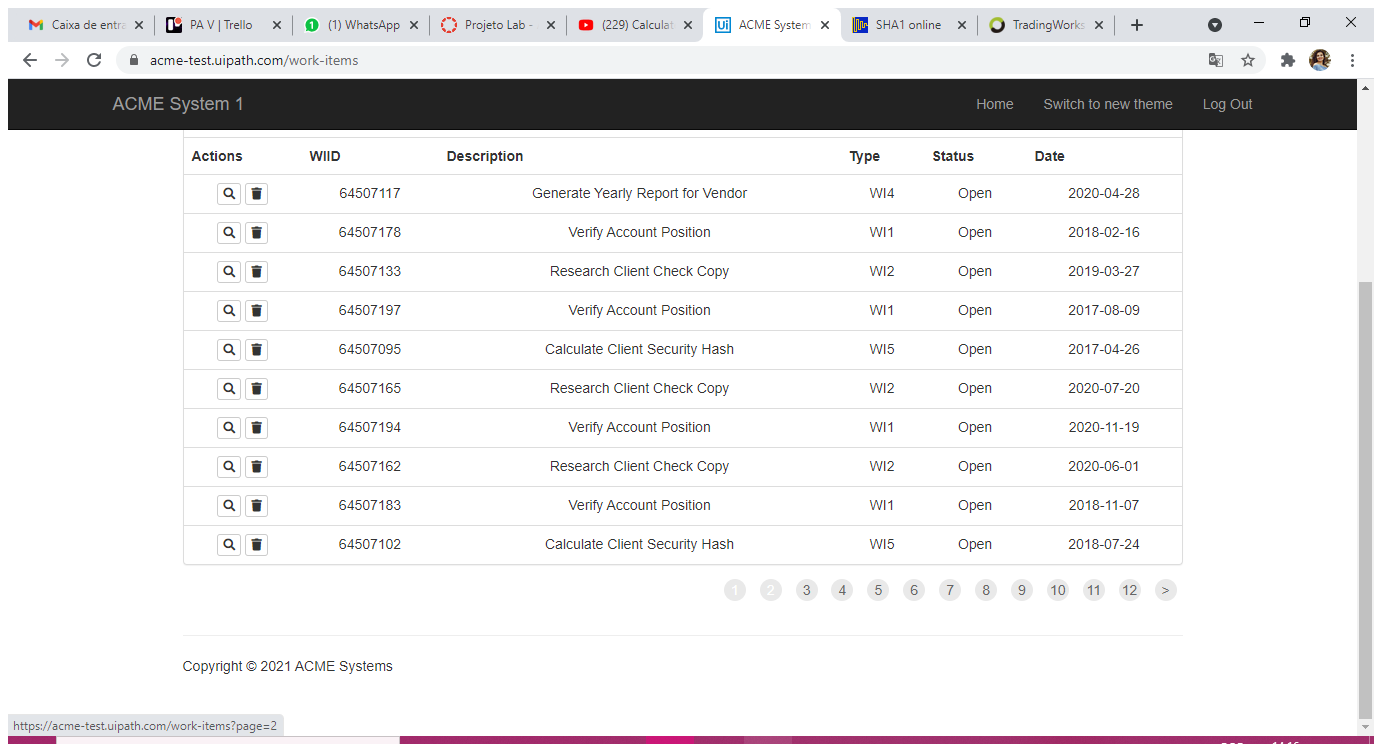 Caixa de entra
PA V | Trello
(1) WhatsApp
Projeto Lab -
(229) Calculat
ACME System
SHA1 online
TradingWorks
acme-test.uipath.com/work-items
ACME System 1 Home Switch to new theme Log Out
Actions WIID Description Type Status Date
64507117 Generate Yearly Report for Vendor WI4 Open 2020-04-28
64507178 Verify Account Position WI1 Open 2018-02-16
64507133 Research Client Check Copy WI2 Open 2019-03-27
64507197 Verify Account Position WI1 Open 2017-08-09
64507095 Calculate Client Security Hash WI5 Open 2017-04-26
64507165 Research Client Check Copy WI2 Open 2020-07-20
64507194 Verify Account Position WI1 Open 2020-11-19
64507162 Research Client Check Copy WI2 Open 2020-06-01
64507183 Verify Account Position WI1 Open 2018-11-07
64507102 Calculate Client Security Hash WI5 Open 2018-07-24
1 2 3 4 5 6 7 8 9 10 11 12 >
Copyright © 2021 ACME Systems
https://acme-test.uipath.com/work-items?page=2